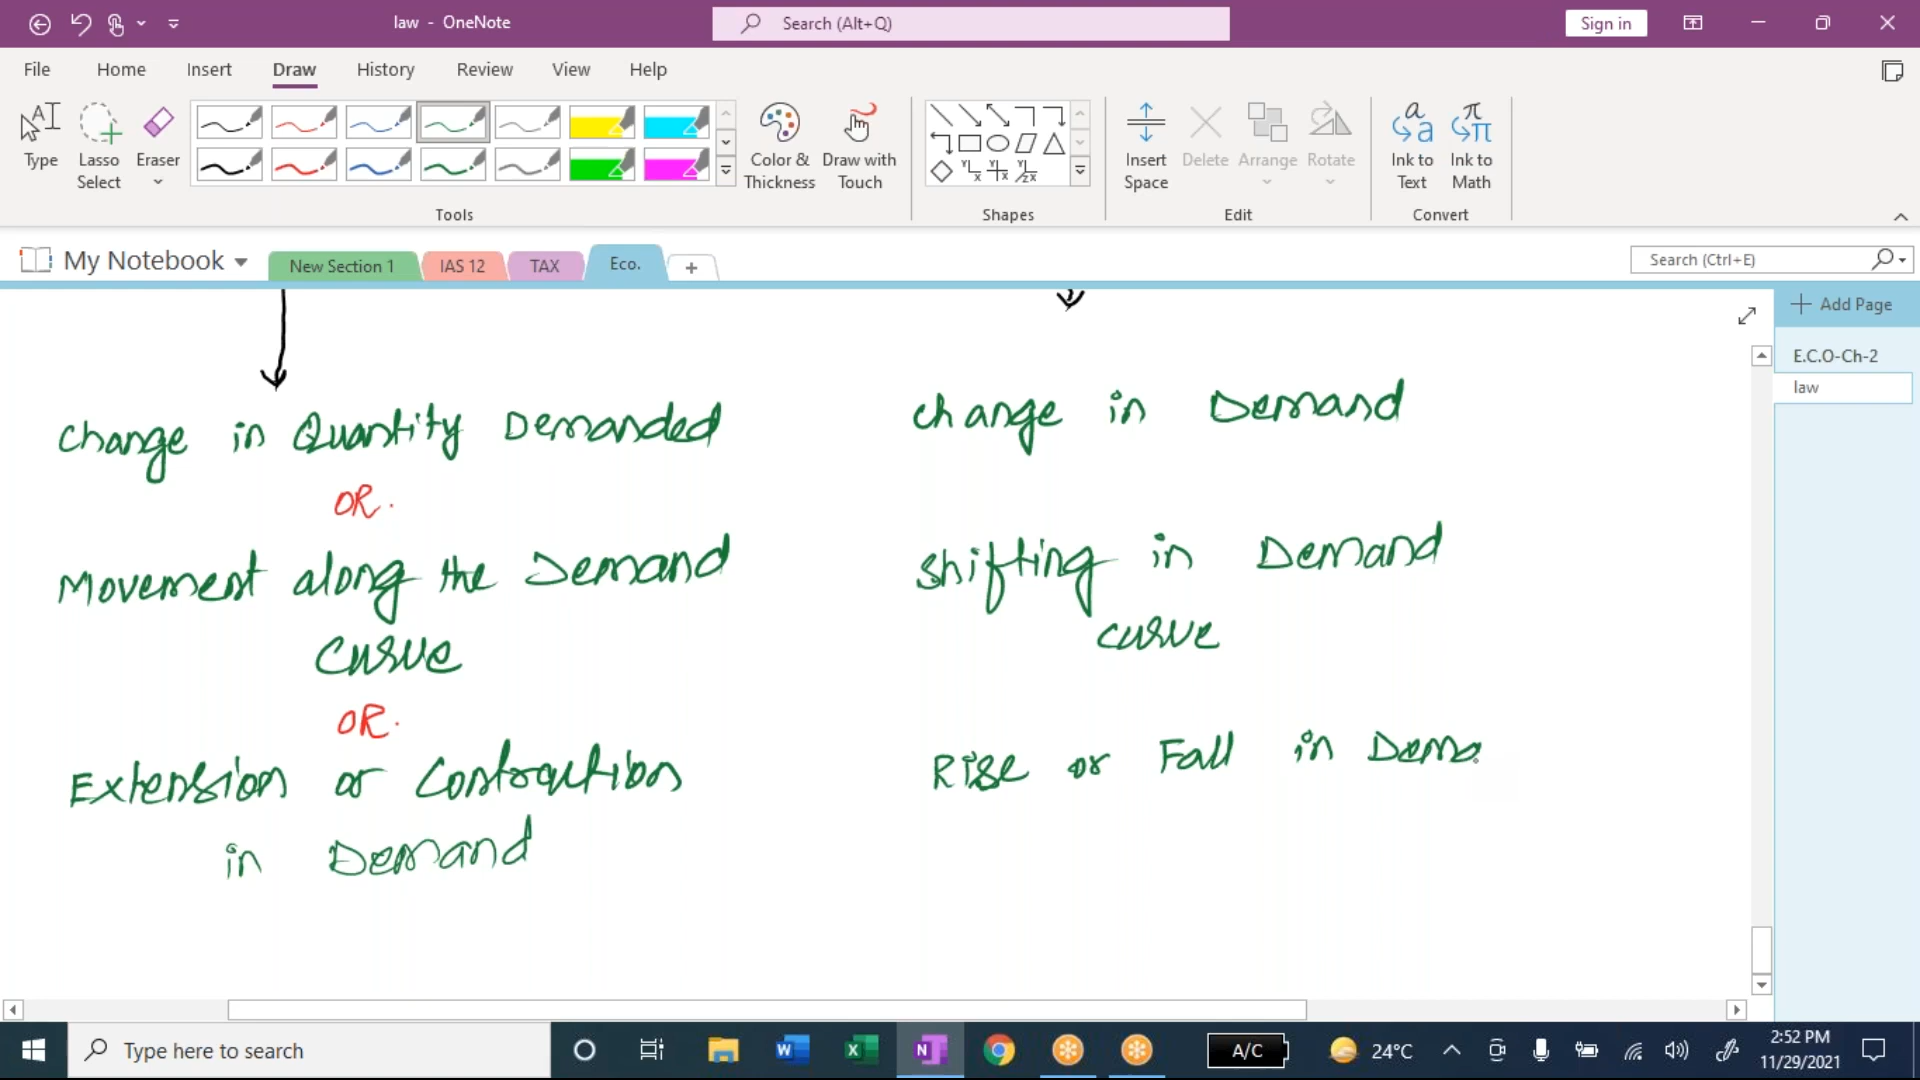 law - OneNote
Search (Alt+Q)
Sign in
File Home Insert Draw History Review View Help
Type
Lasso Select
Eraser
Color & Thickness
Draw with Touch
Insert Space
Delete
Arrange
Rotate
Ink to Text
Ink to Math
Tools
Shapes
Edit
Convert
My Notebook
New Section 1
IAS 12
TAX
Eco.
Search (Ctrl+E)
Add Page
E.C.O-Ch-2
law
Change in Quantity Demanded
OR.
Movement along the Demand
Curve
OR.
Extension or Contraction
in Demand
Change in Demand
Shifting in Demand
curve
Rise or Fall in Dema
Type here to search
A/C
24°C
2:52 PM
11/29/2021